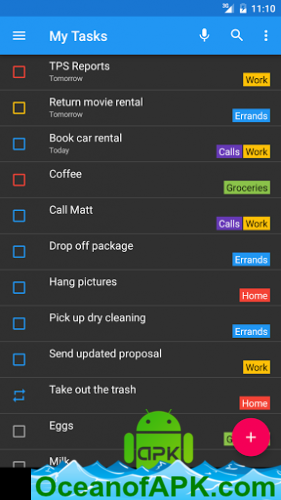 3G 11:10
My Tasks
TPS Reports
Tomorrow
Work
Return movie rental
Tomorrow
Errands
Book car rental
Today
Calls Work
Coffee
Groceries
Call Matt
Calls Work
Drop off package
Errands
Hang pictures
Home
Pick up dry cleaning
Errands
Send updated proposal
Work
Take out the trash
Home
Eggs
Milk
apk
OceanofAPK.com